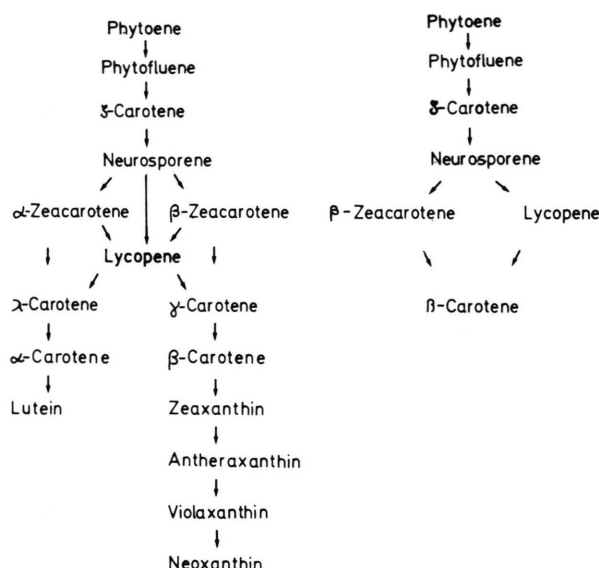 Phytoene
Phytofluene
ξ-Carotene
Neurosporene
α-Zeacarotene
β-Zeacarotene
Lycopene
λ-Carotene
γ-Carotene
α-Carotene
β-Carotene
Lutein
Zeaxanthin
Antheraxanthin
Violaxanthin
Neoxanthin
Phytoene
Phytofluene
ξ-Carotene
Neurosporene
β-Zeacarotene
Lycopene
ß-Carotene